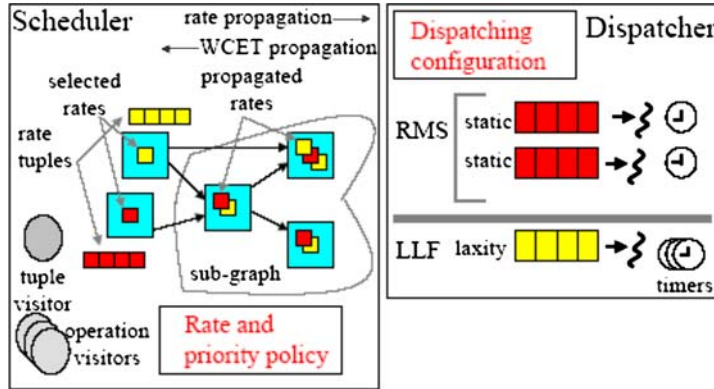 Scheduler
rate propagation
WCET propagation
selected
rates
propagated
rates
rate
tuples
sub-graph
tuple
visitor
operation
visitors
Rate and
priority policy
Dispatching
configuration
Dispatcher
RMS
static
static
LLF
laxity
timers